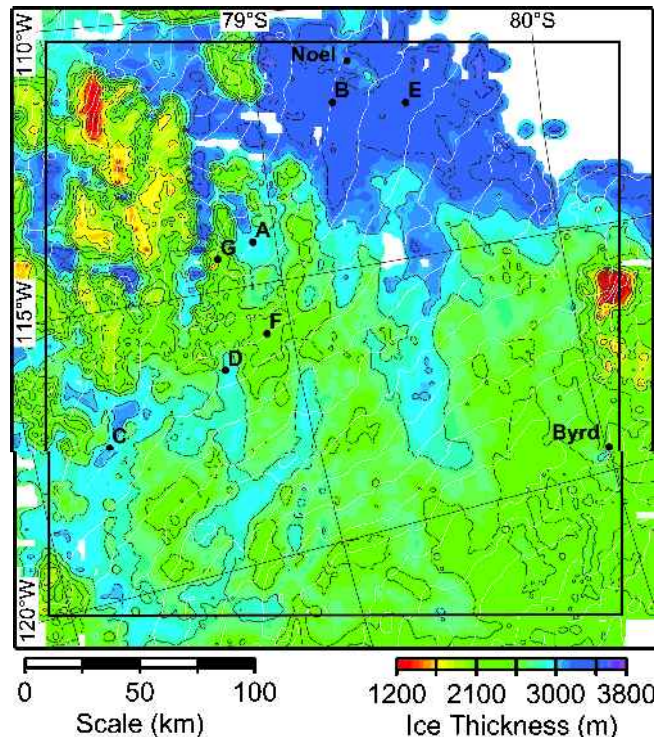 79°S
80°S
110°W
Noel
B
E
A
G
115°W
F
D
C
Byrd
120°W
0 50 100
Scale (km)
1200 2100 3000 3800
Ice Thickness (m)